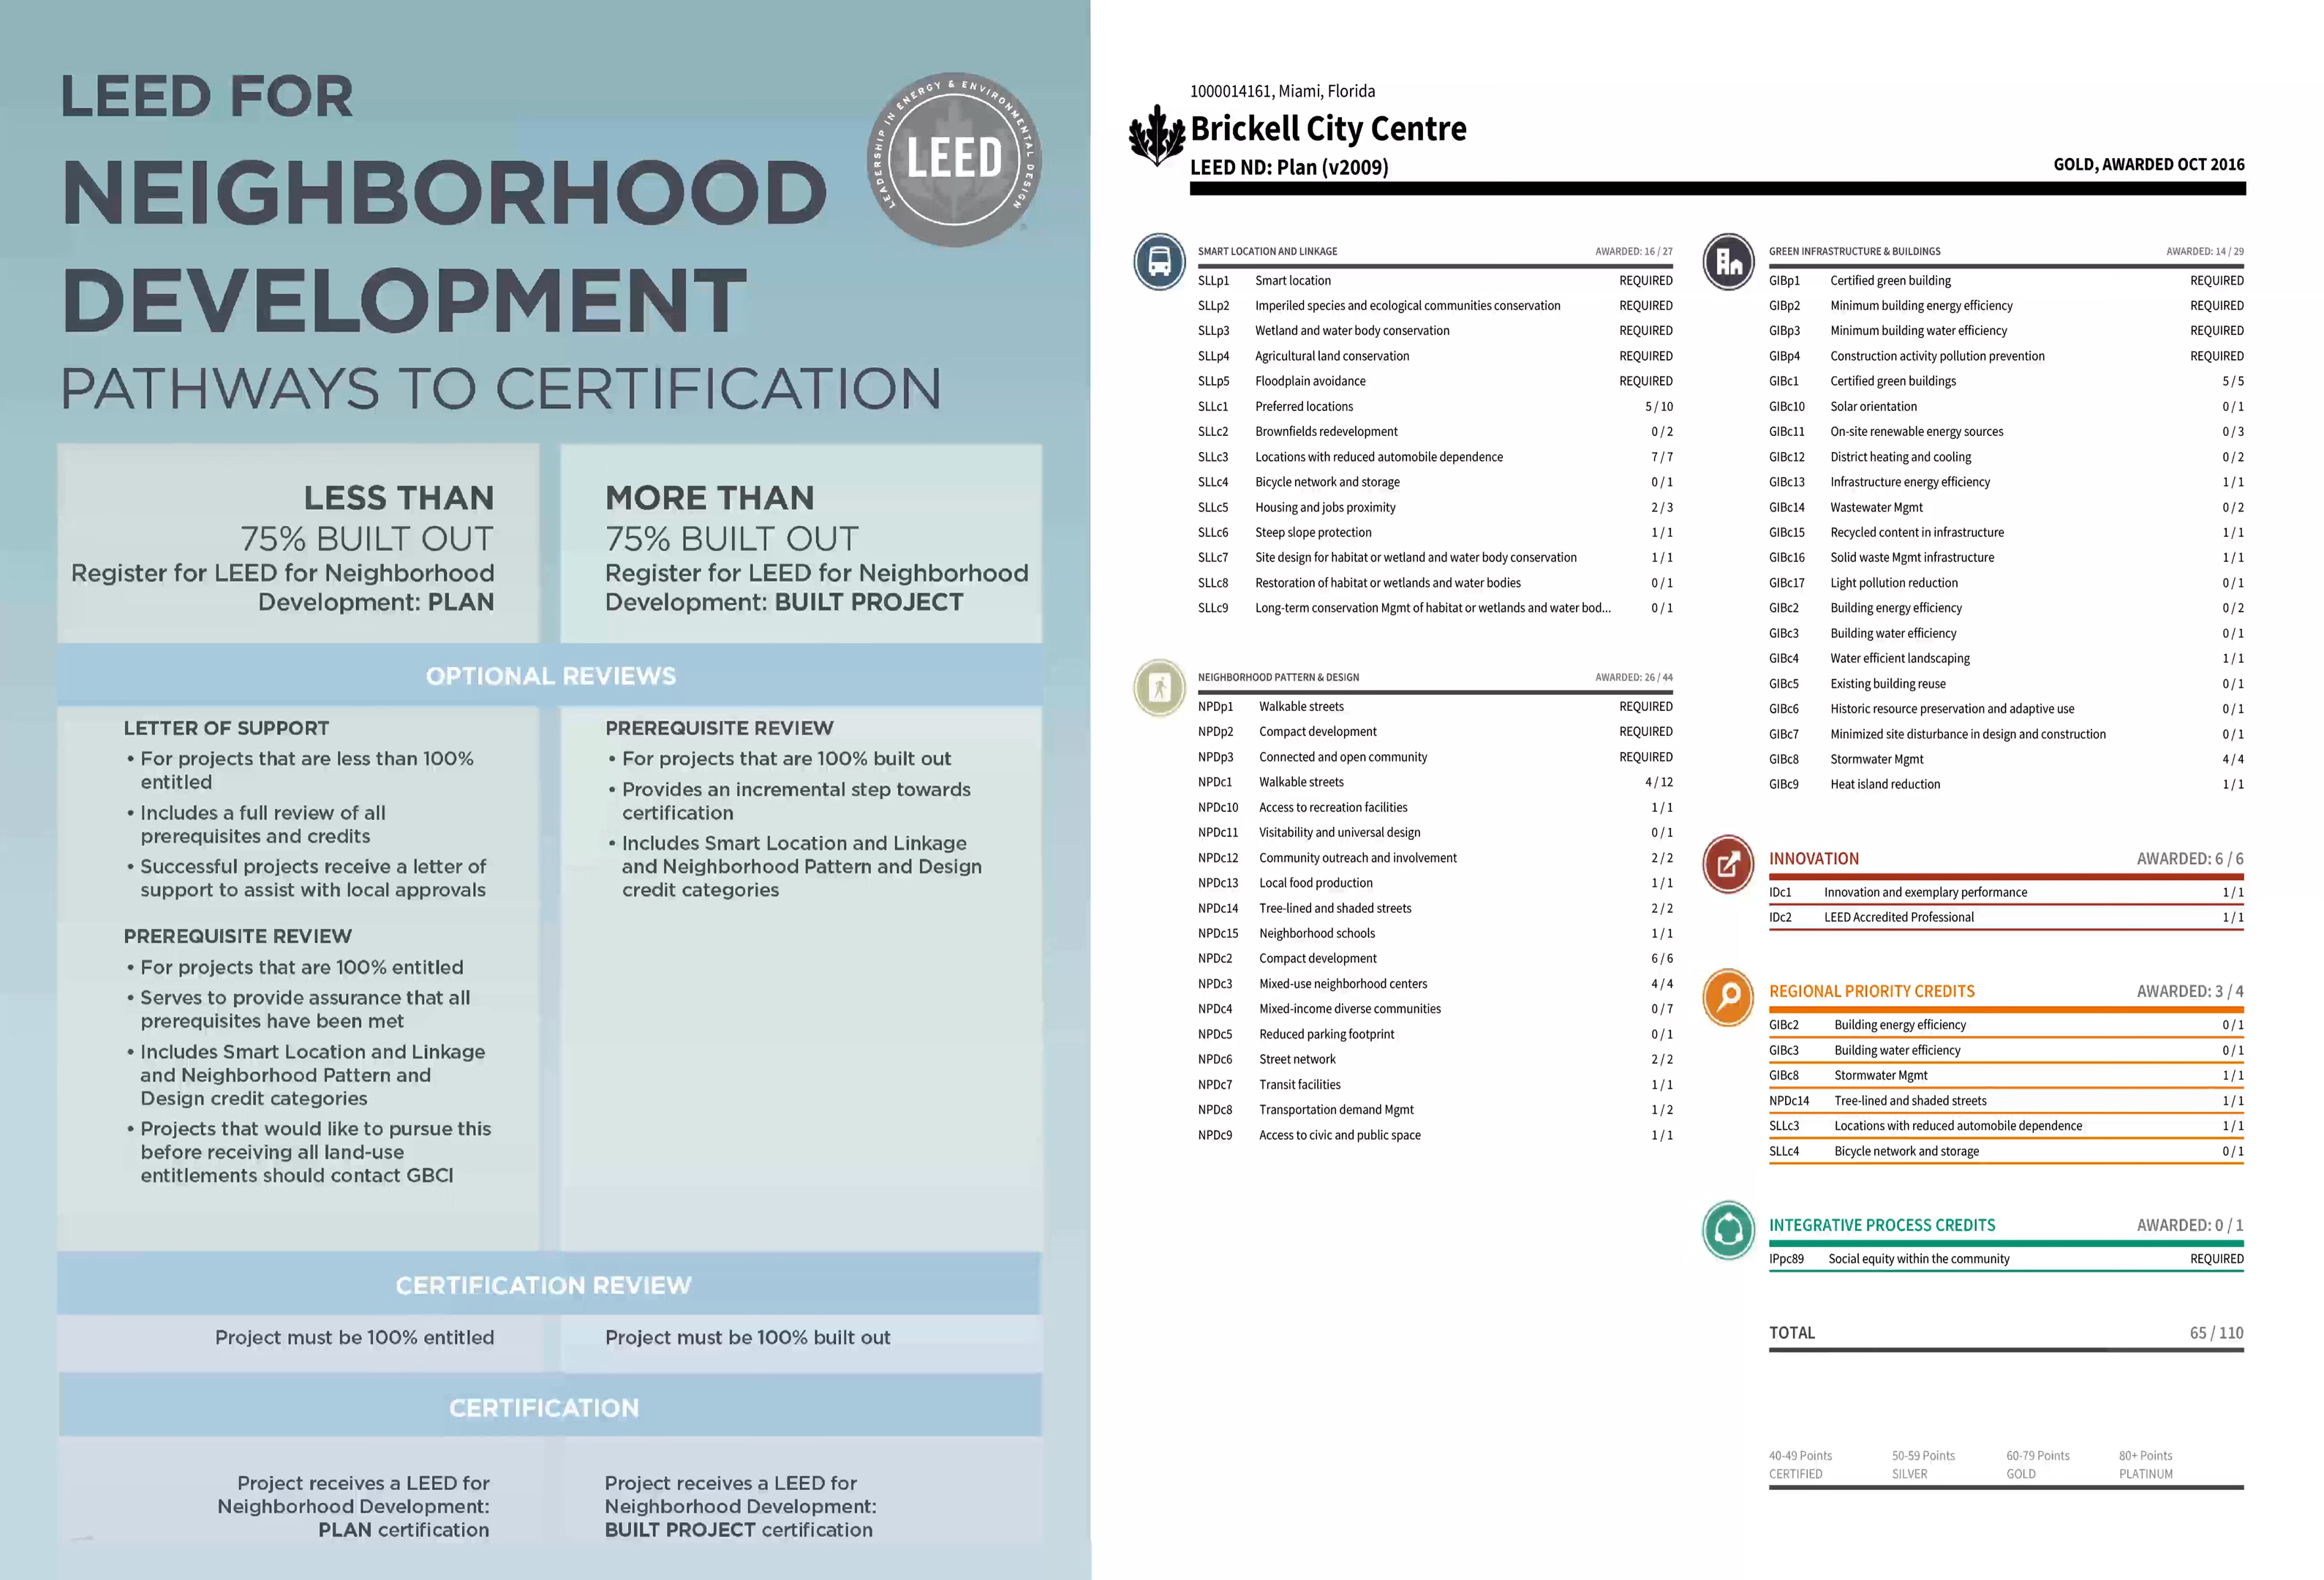 LEED FOR
NEIGHBORHOOD
DEVELOPMENT
PATHWAYS TO CERTIFICATION
LEADERSHIP IN ENERGY & ENVIRONMENTAL DESIGN
LEED
LESS THAN
75% BUILT OUT
Register for LEED for Neighborhood
Development: PLAN
MORE THAN
75% BUILT OUT
Register for LEED for Neighborhood
Development: BUILT PROJECT
OPTIONAL REVIEWS
LETTER OF SUPPORT
• For projects that are less than 100%
entitled
• Includes a full review of all
prerequisites and credits
• Successful projects receive a letter of
support to assist with local approvals
PREREQUISITE REVIEW
• For projects that are 100% entitled
• Serves to provide assurance that all
prerequisites have been met
• Includes Smart Location and Linkage
and Neighborhood Pattern and
Design credit categories
• Projects that would like to pursue this
before receiving all land-use
entitlements should contact GBCI
PREREQUISITE REVIEW
• For projects that are 100% built out
• Provides an incremental step towards
certification
• Includes Smart Location and Linkage
and Neighborhood Pattern and Design
credit categories
CERTIFICATION REVIEW
Project must be 100% entitled
Project must be 100% built out
CERTIFICATION
Project receives a LEED for
Neighborhood Development:
PLAN certification
Project receives a LEED for
Neighborhood Development:
BUILT PROJECT certification
1000014161, Miami, Florida
Brickell City Centre
LEED ND: Plan (v2009)
GOLD, AWARDED OCT 2016
SMART LOCATION AND LINKAGE AWARDED: 16 / 27
SLLp1 Smart location REQUIRED
SLLp2 Imperiled species and ecological communities conservation REQUIRED
SLLp3 Wetland and water body conservation REQUIRED
SLLp4 Agricultural land conservation REQUIRED
SLLp5 Floodplain avoidance REQUIRED
SLLc1 Preferred locations 5 / 10
SLLc2 Brownfields redevelopment 0 / 2
SLLc3 Locations with reduced automobile dependence 7 / 7
SLLc4 Bicycle network and storage 0 / 1
SLLc5 Housing and jobs proximity 2 / 3
SLLc6 Steep slope protection 1 / 1
SLLc7 Site design for habitat or wetland and water body conservation 1 / 1
SLLc8 Restoration of habitat or wetlands and water bodies 0 / 1
SLLc9 Long-term conservation Mgmt of habitat or wetlands and water bod... 0 / 1
NEIGHBORHOOD PATTERN & DESIGN AWARDED: 26 / 44
NPDp1 Walkable streets REQUIRED
NPDp2 Compact development REQUIRED
NPDp3 Connected and open community REQUIRED
NPDc1 Walkable streets 4 / 12
NPDc10 Access to recreation facilities 1 / 1
NPDc11 Visitability and universal design 0 / 1
NPDc12 Community outreach and involvement 2 / 2
NPDc13 Local food production 1 / 1
NPDc14 Tree-lined and shaded streets 2 / 2
NPDc15 Neighborhood schools 1 / 1
NPDc2 Compact development 6 / 6
NPDc3 Mixed-use neighborhood centers 4 / 4
NPDc4 Mixed-income diverse communities 0 / 7
NPDc5 Reduced parking footprint 0 / 1
NPDc6 Street network 2 / 2
NPDc7 Transit facilities 1 / 1
NPDc8 Transportation demand Mgmt 1 / 2
NPDc9 Access to civic and public space 1 / 1
GREEN INFRASTRUCTURE & BUILDINGS AWARDED: 14 / 29
GIBp1 Certified green building REQUIRED
GIBp2 Minimum building energy efficiency REQUIRED
GIBp3 Minimum building water efficiency REQUIRED
GIBp4 Construction activity pollution prevention REQUIRED
GIBc1 Certified green buildings 5 / 5
GIBc10 Solar orientation 0 / 1
GIBc11 On-site renewable energy sources 0 / 3
GIBc12 District heating and cooling 0 / 2
GIBc13 Infrastructure energy efficiency 1 / 1
GIBc14 Wastewater Mgmt 0 / 2
GIBc15 Recycled content in infrastructure 1 / 1
GIBc16 Solid waste Mgmt infrastructure 1 / 1
GIBc17 Light pollution reduction 0 / 1
GIBc2 Building energy efficiency 0 / 2
GIBc3 Building water efficiency 0 / 1
GIBc4 Water efficient landscaping 1 / 1
GIBc5 Existing building reuse 0 / 1
GIBc6 Historic resource preservation and adaptive use 0 / 1
GIBc7 Minimized site disturbance in design and construction 0 / 1
GIBc8 Stormwater Mgmt 4 / 4
GIBc9 Heat island reduction 1 / 1
INNOVATION AWARDED: 6 / 6
IDc1 Innovation and exemplary performance 1 / 1
IDc2 LEED Accredited Professional 1 / 1
REGIONAL PRIORITY CREDITS AWARDED: 3 / 4
GIBc2 Building energy efficiency 0 / 1
GIBc3 Building water efficiency 0 / 1
GIBc8 Stormwater Mgmt 1 / 1
NPDc14 Tree-lined and shaded streets 1 / 1
SLLc3 Locations with reduced automobile dependence 1 / 1
SLLc4 Bicycle network and storage 0 / 1
INTEGRATIVE PROCESS CREDITS AWARDED: 0 / 1
IPpc89 Social equity within the community REQUIRED
TOTAL 65 / 110
40-49 Points 50-59 Points 60-79 Points 80+ Points
CERTIFIED SILVER GOLD PLATINUM